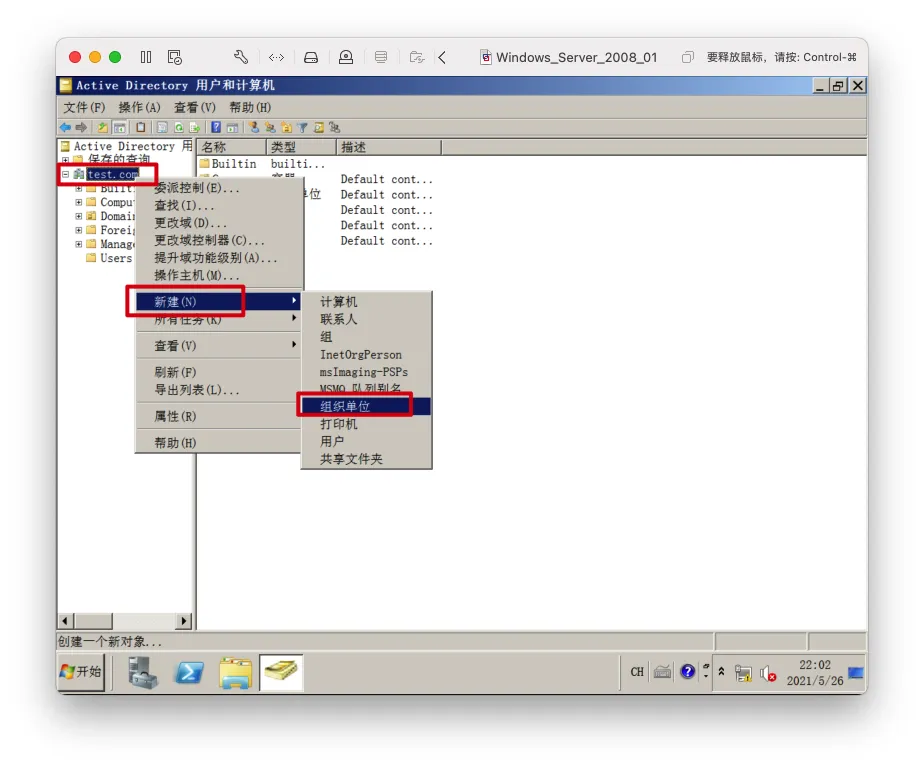 Windows_Server_2008_01
要释放鼠标，请按: Control-⌘
Active Directory 用户和计算机
文件(F) 操作(A) 查看(V) 帮助(H)
Active Directory 用
保存的查询
test.com
Comput
Domain
Foreig
Manage
Users
名称 类型 描述
Builtin builti...
Default cont...
单位 Default cont...
Default cont...
Default cont...
Default cont...
委派控制(E)...
查找(I)...
更改域(D)...
更改域控制器(C)...
提升域功能级别(A)...
操作主机(M)...
新建(N)
所有任务(K)
查看(V)
刷新(F)
导出列表(L)...
属性(R)
帮助(H)
计算机
联系人
组
InetOrgPerson
msImaging-PSPs
MSMQ 队列别名
组织单位
打印机
用户
共享文件夹
创建一个新对象...
开始
CH
22:02
2021/5/26